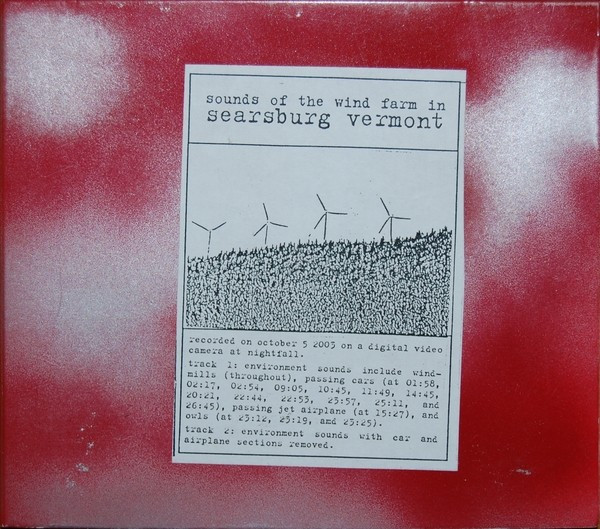 sounds of the wind farm in
searsburg vermont
recorded on october 5 2003 on a digital video
camera at nightfall.
track 1: environment sounds include wind-
mills (throughout), passing cars (at 01:58,
02:17, 02:54, 09:05, 10:45, 11:49, 14:45,
20:21, 22:44, 22:53, 23:57, 25:11, and
26:45), passing jet airplane (at 15:27), and
owls (at 23:12, 23:19, amd 23:25).
track 2: environment sounds with car and
airplane sections removed.